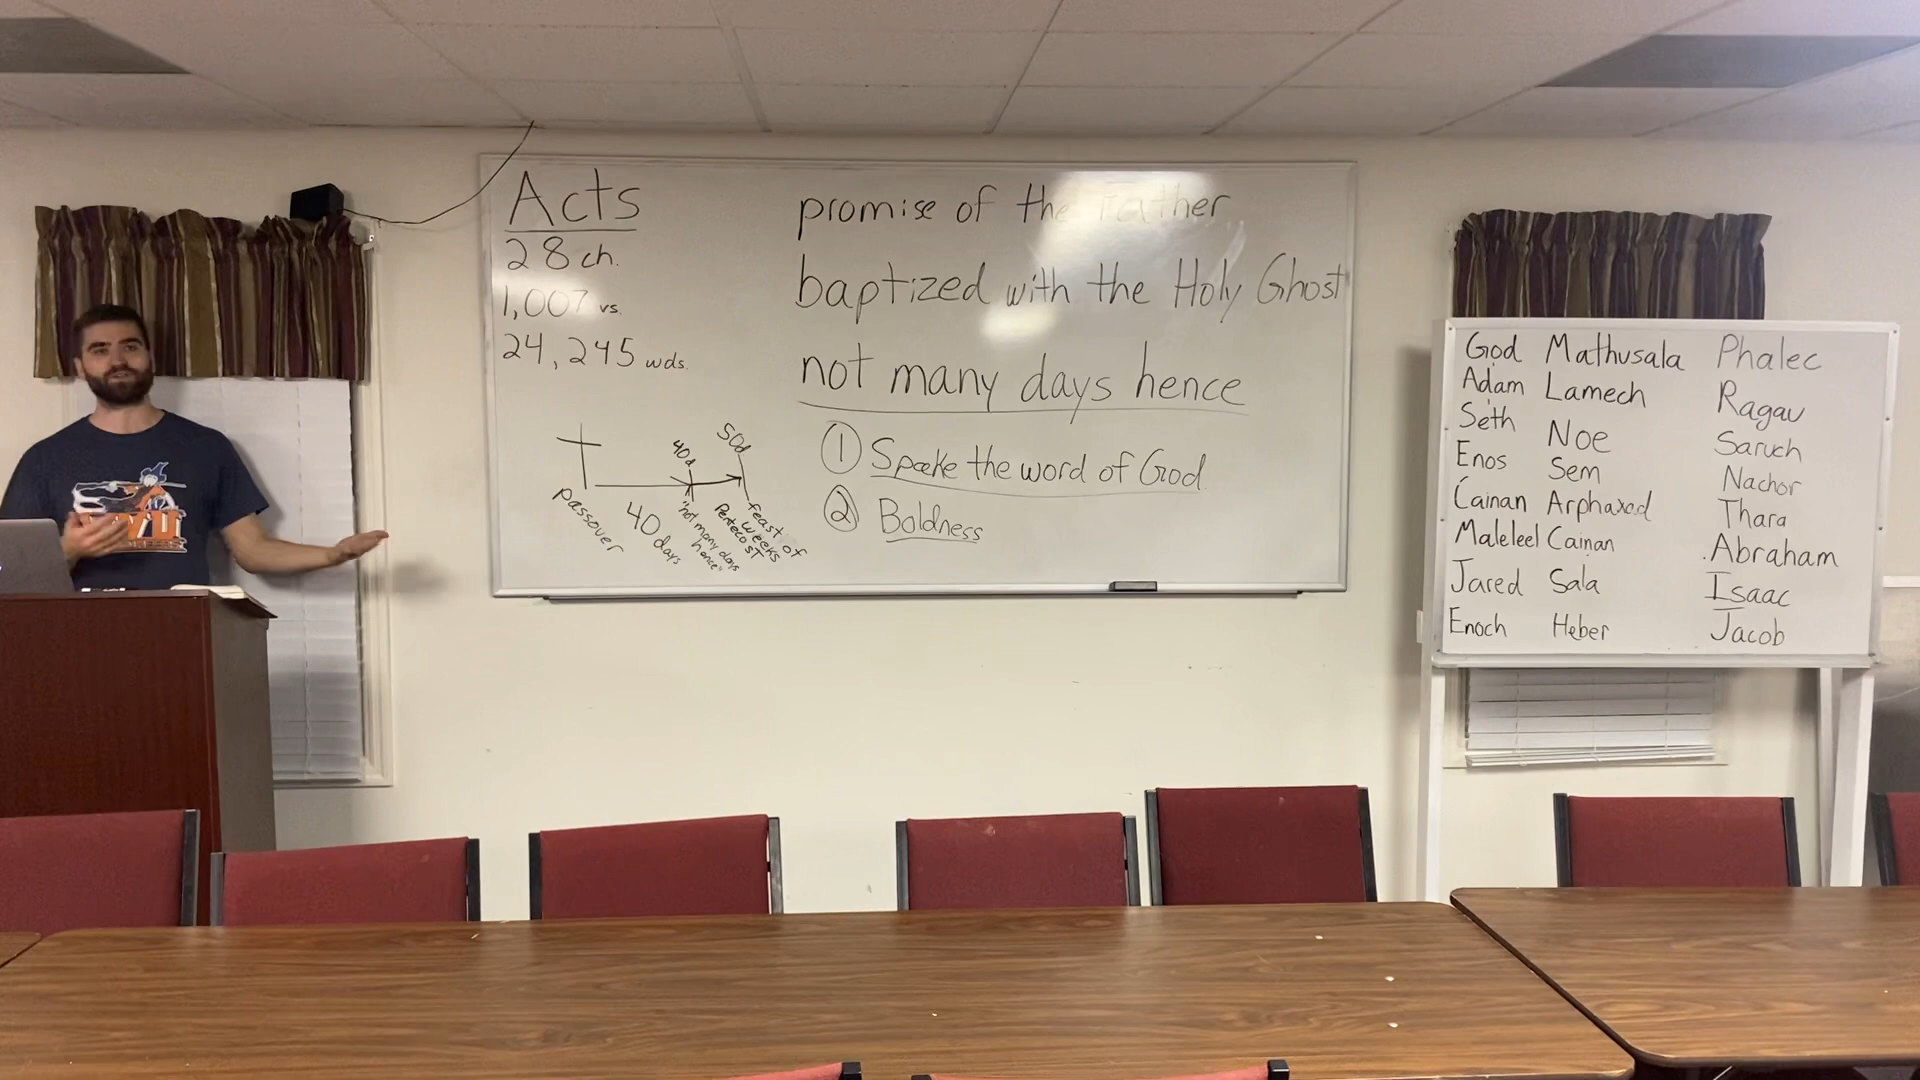 Acts
28 ch.
1,007 vs.
24,245 wds.
promise of the Father
baptized with the Holy Ghost
not many days hence
① Spake the word of God
② Boldness
40d
50d
passover
40 days
"not many days
hence"
Pentecost
feast of
weeks
God Mathusala Phalec
Adam Lamech Ragau
Seth Noe Saruch
Enos Sem Nachor
Cainan Arphaxad Thara
Maleleel Cainan Abraham
Jared Sala Isaac
Enoch Heber Jacob